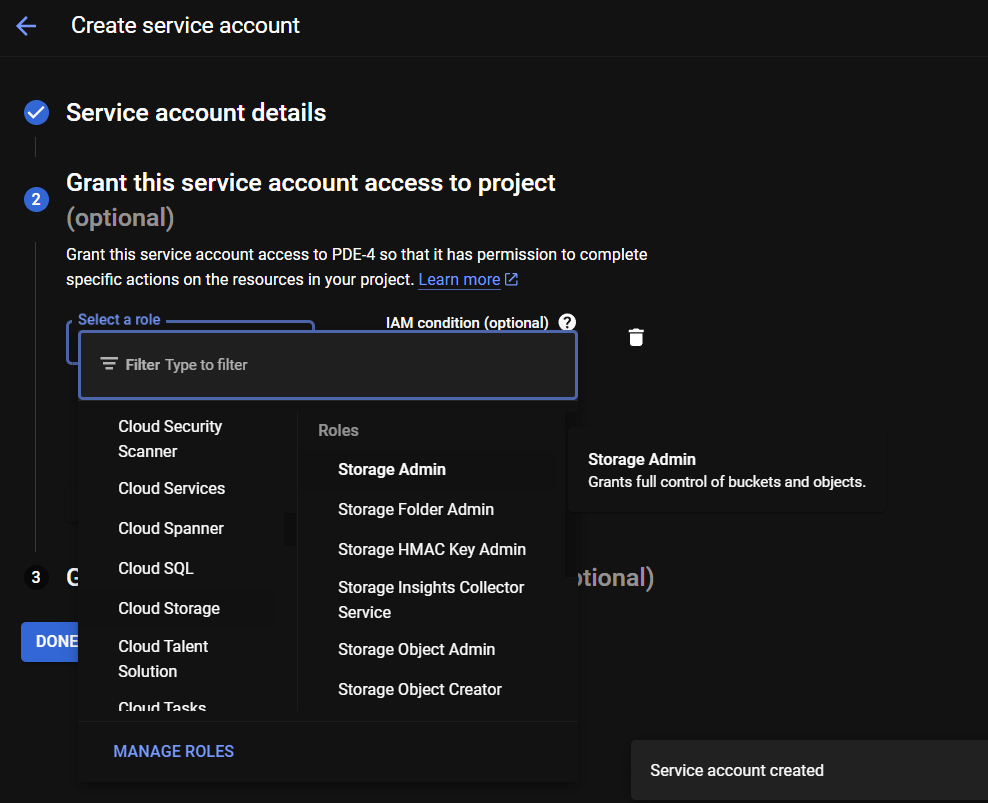 Create service account
Service account details
2
Grant this service account access to project
(optional)
Grant this service account access to PDE-4 so that it has permission to complete
specific actions on the resources in your project. Learn more
Select a role
IAM condition (optional) ?
Filter Type to filter
Cloud Security
Scanner
Cloud Services
Cloud Spanner
Cloud SQL
Cloud Storage
Cloud Talent
Solution
Cloud Tasks
Roles
Storage Admin
Storage Folder Admin
Storage HMAC Key Admin
Storage Insights Collector
Service
Storage Object Admin
Storage Object Creator
Storage Admin
Grants full control of buckets and objects.
MANAGE ROLES
3
DONE
Service account created